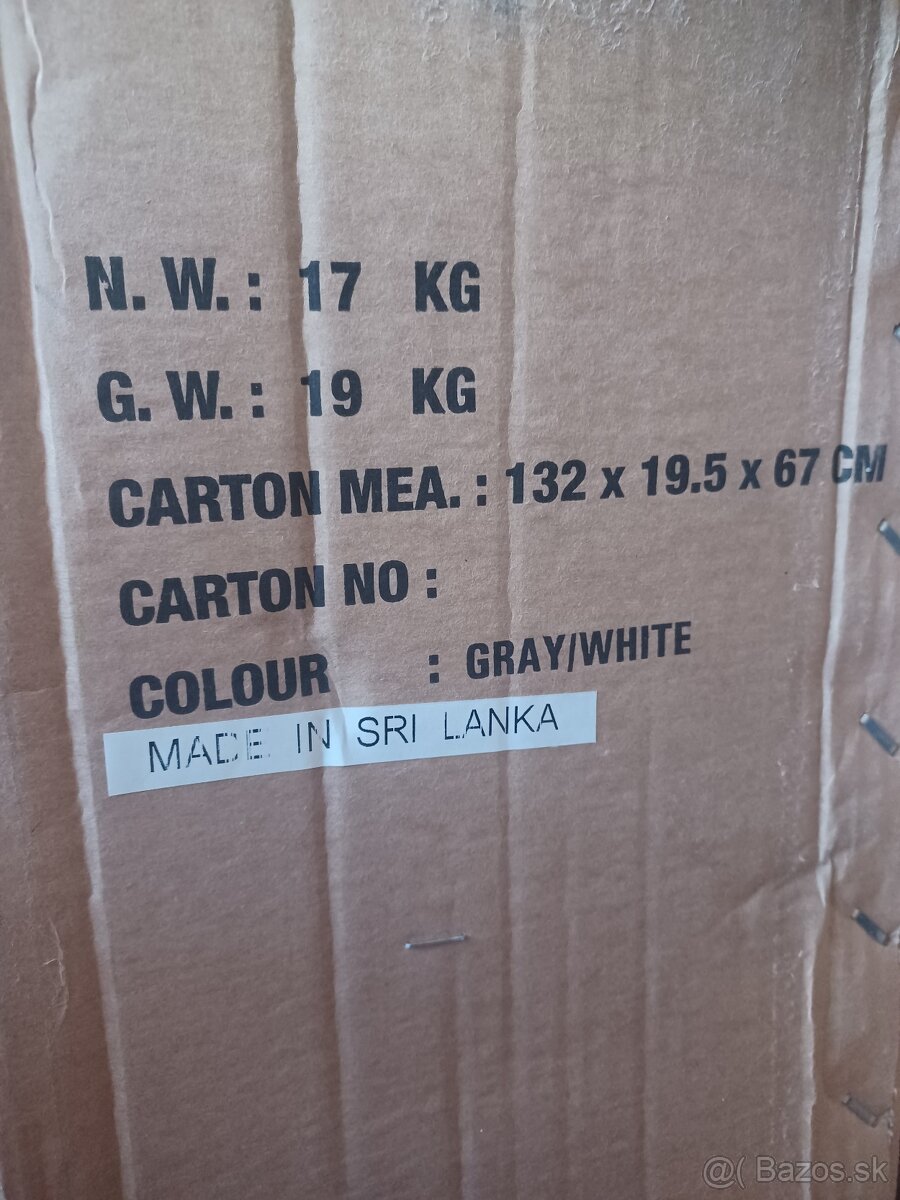 N. W. : 17 KG
G. W. : 19 KG
CARTON MEA. : 132 x 19.5 x 67 CM
CARTON NO :
COLOUR : GRAY/WHITE
MADE IN SRI LANKA
@( Bazos.sk